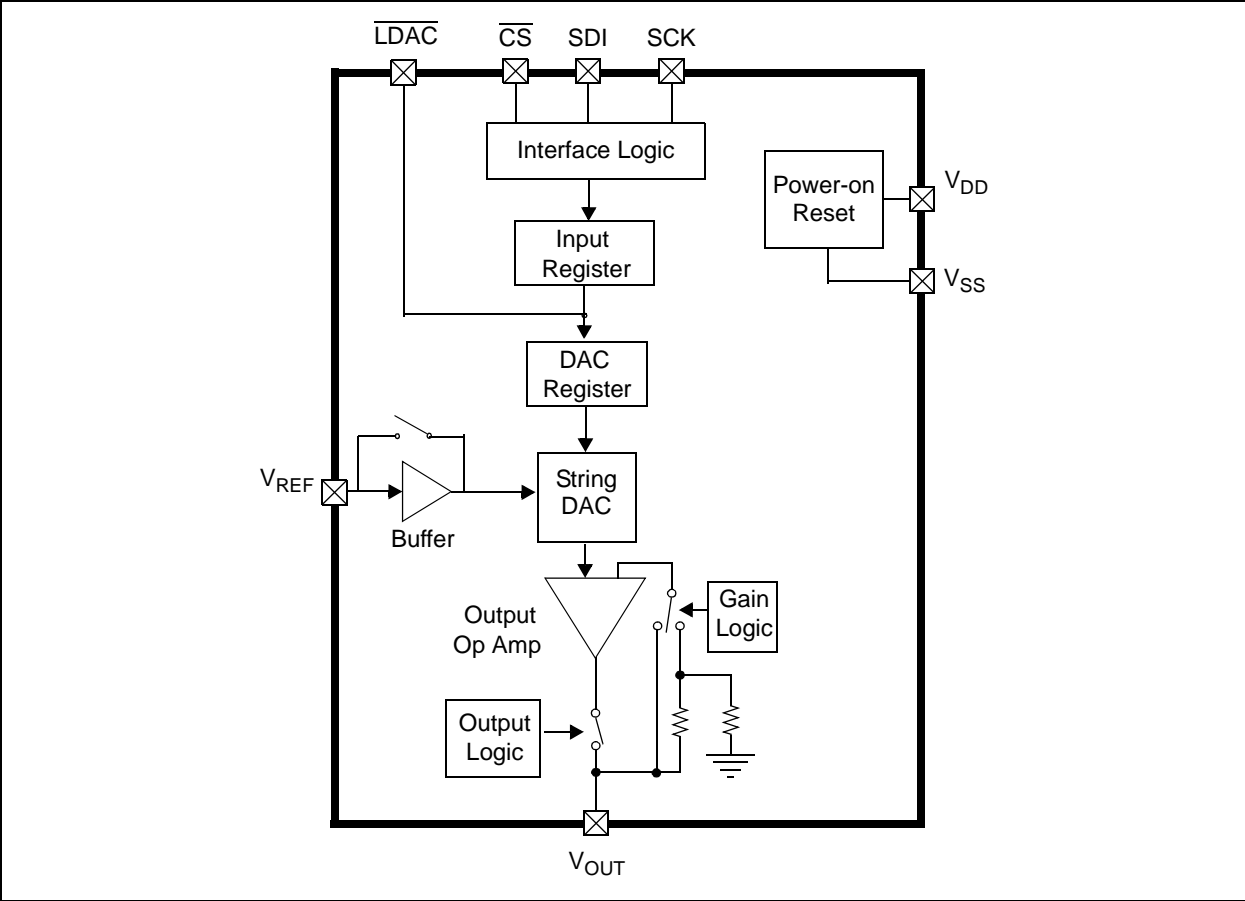 LDAC CS SDI SCK
Interface Logic
Power-on
Reset
VDD
VSS
Input
Register
DAC
Register
VREF
Buffer
String
DAC
Output
Op Amp
Gain
Logic
Output
Logic
VOUT